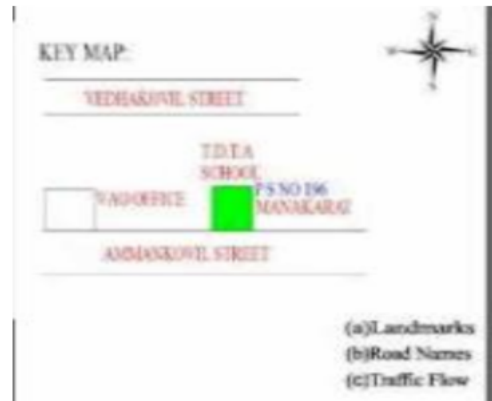 KEY MAP:
VEDHAKOVIL STREET
T.D.T.A
SCHOOL
P S NO 196
VAO OFFICE
MANAKARAI
AMMANKOVIL STREET
(a)Landmarks
(b)Road Names
(c)Traffic Flow